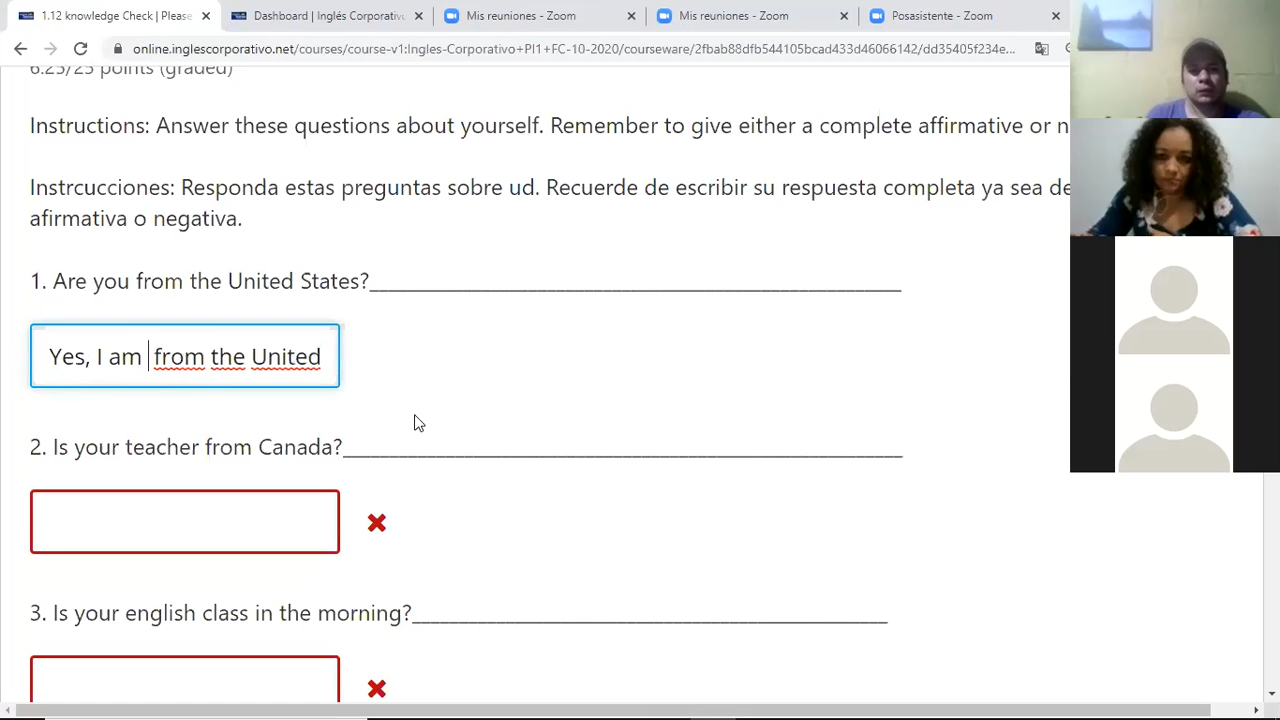 1.12 knowledge Check | Please
Dashboard | Inglés Corporativ
Mis reuniones - Zoom
Mis reuniones - Zoom
Posasistente - Zoom
online.inglescorporativo.net/courses/course-v1:Ingles-Corporativo+PI1+FC-10-2020/courseware/2fbab88dfb544105bcad433d46066142/dd35405f234e...
6.25/25 points (graded)
Instructions: Answer these questions about yourself. Remember to give either a complete affirmative or n
Instrcucciones: Responda estas preguntas sobre ud. Recuerde de escribir su respuesta completa ya sea de
afirmativa o negativa.
1. Are you from the United States?
Yes, I am from the United
2. Is your teacher from Canada?
3. Is your english class in the morning?